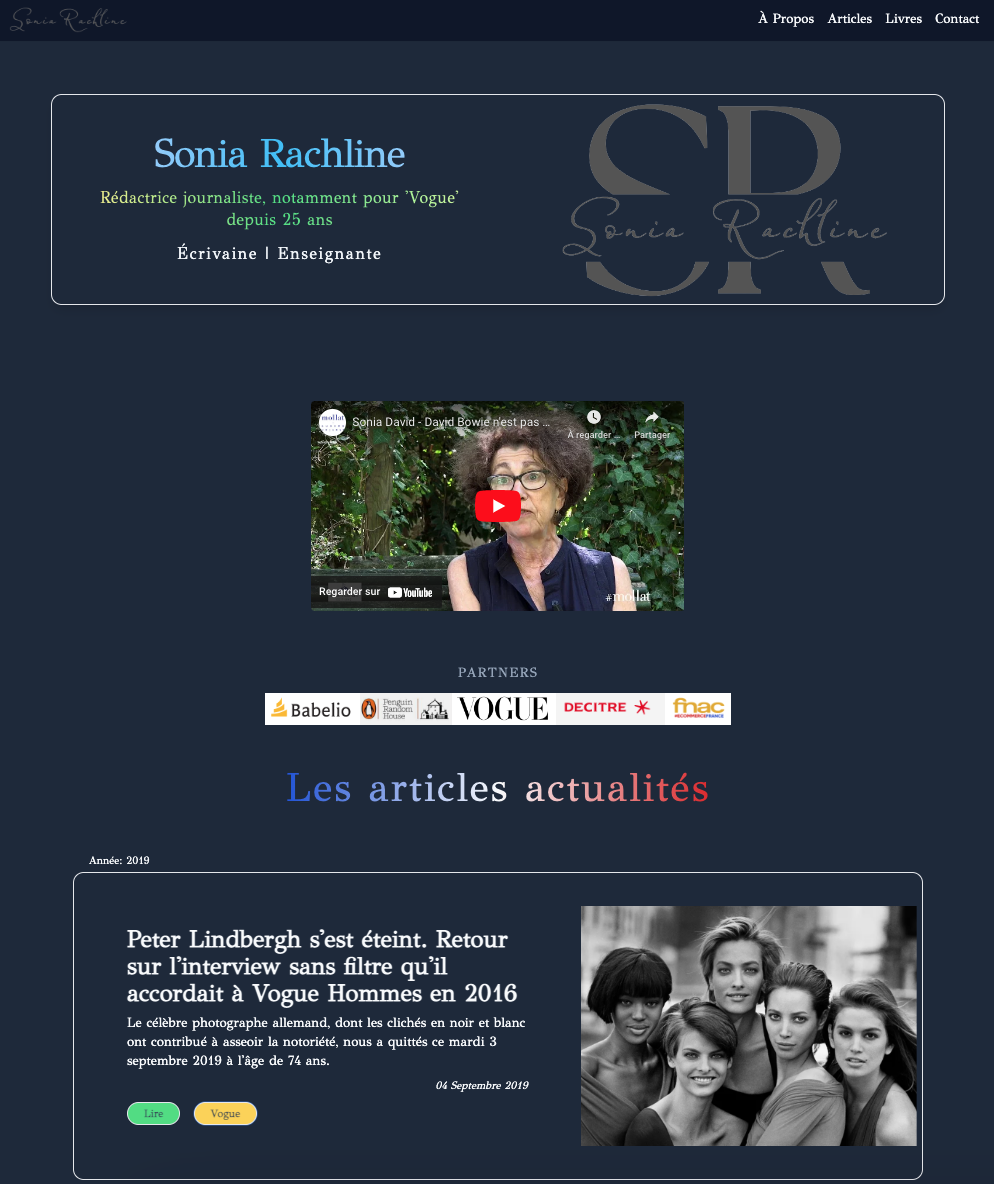 Sonia Rachline
À Propos Articles Livres Contact
Sonia Rachline
Rédactrice journaliste, notamment pour 'Vogue'
depuis 25 ans
Écrivaine | Enseignante
SR
Sonia Rachline
mollat
Sonia David - David Bowie n'est pas ...
À regarder ...
Partager
Regarder sur YouTube
#mollat
PARTNERS
Babelio
Penguin
Random
House
VOGUE
DECITRE
fnac
#ECOMMERCEFRANCE
Les articles actualités
Année: 2019
Peter Lindbergh s'est éteint. Retour
sur l'interview sans filtre qu'il
accordait à Vogue Hommes en 2016
Le célèbre photographe allemand, dont les clichés en noir et blanc
ont contribué à asseoir la notoriété, nous a quittés ce mardi 3
septembre 2019 à l'âge de 74 ans.
04 Septembre 2019
Lire
Vogue